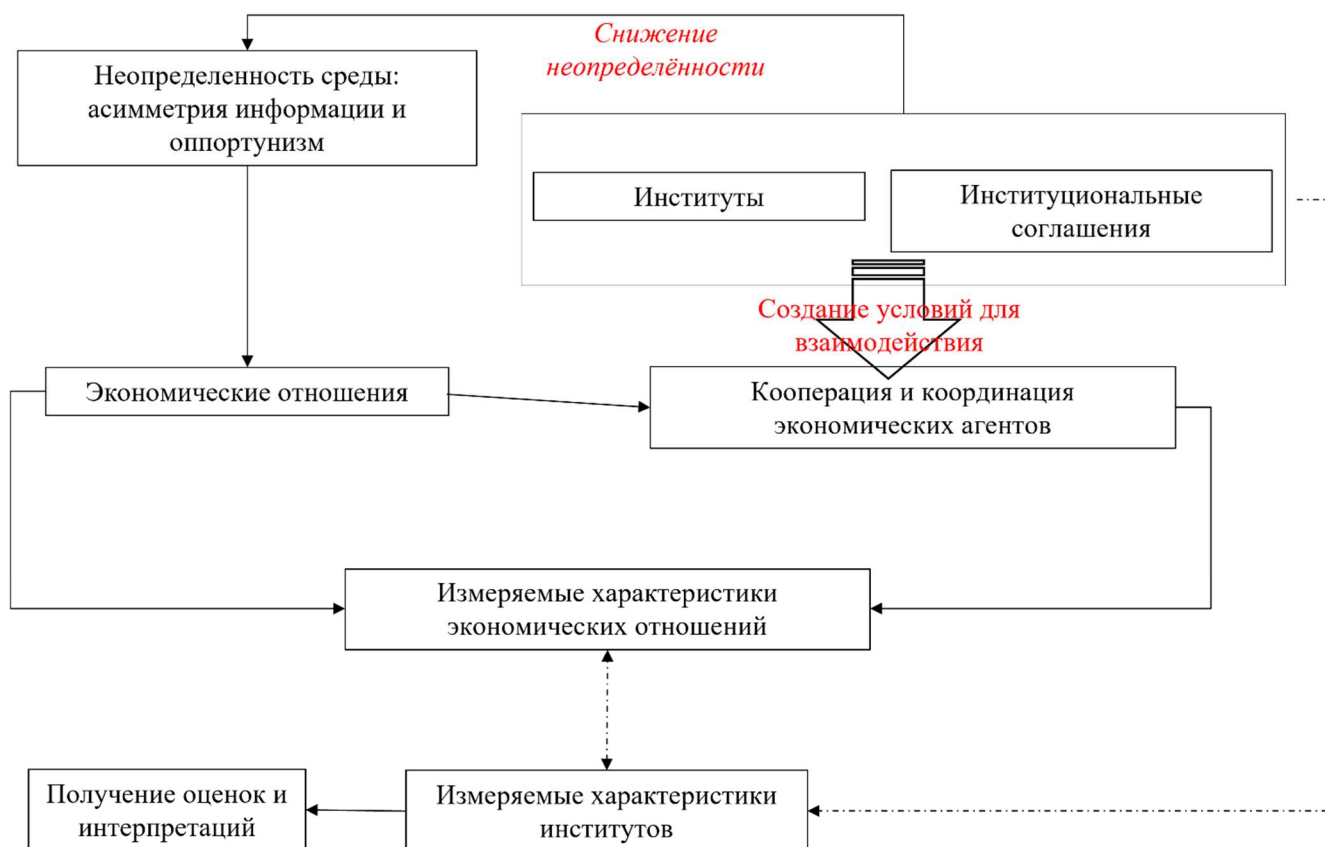 Снижение
неопределённости
Неопределенность среды:
асимметрия информации и
оппортунизм
Институты
Институциональные
соглашения
Создание условий для
взаимодействия
Экономические отношения
Кооперация и координация
экономических агентов
Измеряемые характеристики
экономических отношений
Получение оценок и
интерпретаций
Измеряемые характеристики
институтов